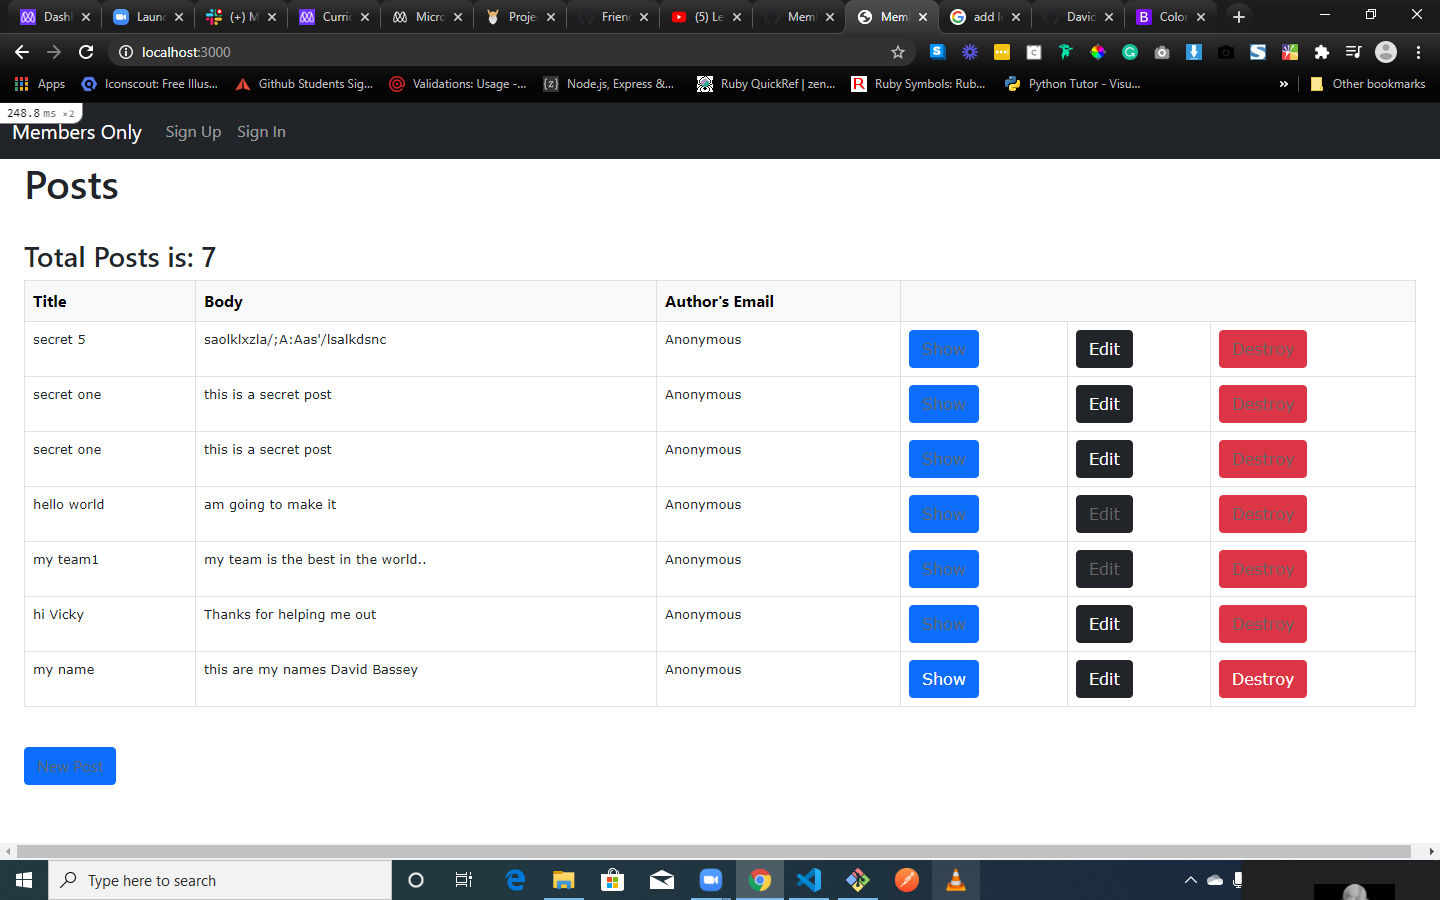 Dashl
Launc
(+) M
Curric
Micro
Proje
Friend
(5) Le
Meml
Meml
add l
David
Color
localhost:3000
Apps
Iconscout: Free Illus...
Github Students Sig...
Validations: Usage -...
Node.js, Express &...
Ruby QuickRef | zen...
Ruby Symbols: Rub...
Python Tutor - Visu...
»
Other bookmarks
248.8 ms ×2
Members Only Sign Up Sign In
Posts
Total Posts is: 7
Title Body Author's Email
secret 5 saolklxzla/;A:Aas'/lsalkdsnc Anonymous Show Edit Destroy
secret one this is a secret post Anonymous Show Edit Destroy
secret one this is a secret post Anonymous Show Edit Destroy
hello world am going to make it Anonymous Show Edit Destroy
my team1 my team is the best in the world.. Anonymous Show Edit Destroy
hi Vicky Thanks for helping me out Anonymous Show Edit Destroy
my name this are my names David Bassey Anonymous Show Edit Destroy
New Post
Type here to search